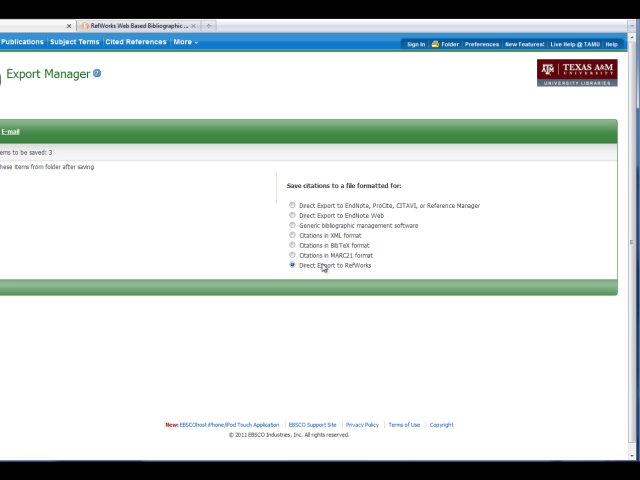 RefWorks Web Based Bibliographic ...
Publications Subject Terms Cited References More
Sign In Folder Preferences New Features! Live Help @ TAMU Help
Export Manager
TEXAS A&M
UNIVERSITY
UNIVERSITY LIBRARIES
E-mail
ems to be saved: 3
hese items from folder after saving
Save citations to a file formatted for:
Direct Export to EndNote, ProCite, CITAVI, or Reference Manager
Direct Export to EndNote Web
Generic bibliographic management software
Citations in XML format
Citations in BibTeX format
Citations in MARC21 format
Direct Export to RefWorks
New: EBSCOhost iPhone/iPod Touch Application EBSCO Support Site Privacy Policy Terms of Use Copyright
© 2011 EBSCO Industries, Inc. All rights reserved.